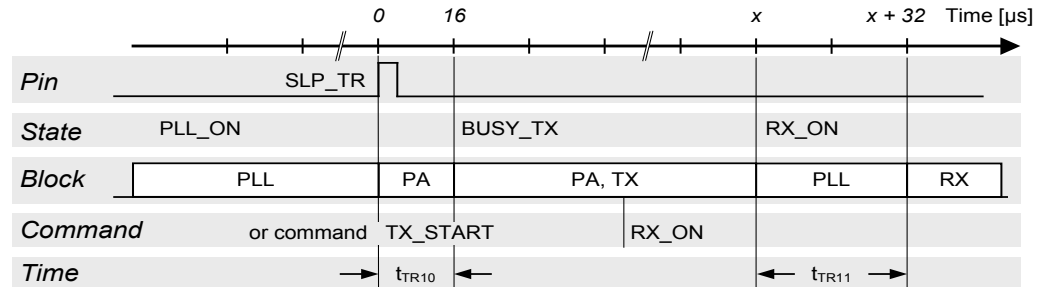 0 16 x x + 32 Time [µs]
Pin SLP_TR
State PLL_ON BUSY_TX RX_ON
Block PLL PA PA, TX PLL RX
Command or command TX_START RX_ON
Time tTR10 tTR11